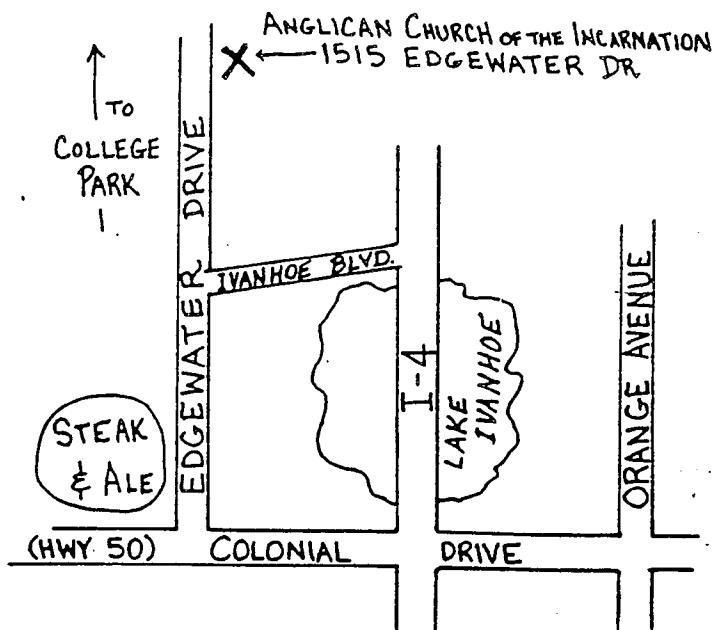 ANGLICAN CHURCH OF THE INCARNATION
1515 EDGEWATER DR
TO
COLLEGE
PARK
EDGEWATER DRIVE
IVANHOE BLVD.
I-4
LAKE
IVANHOE
ORANGE AVENUE
STEAK
& ALE
(HWY 50) COLONIAL DRIVE